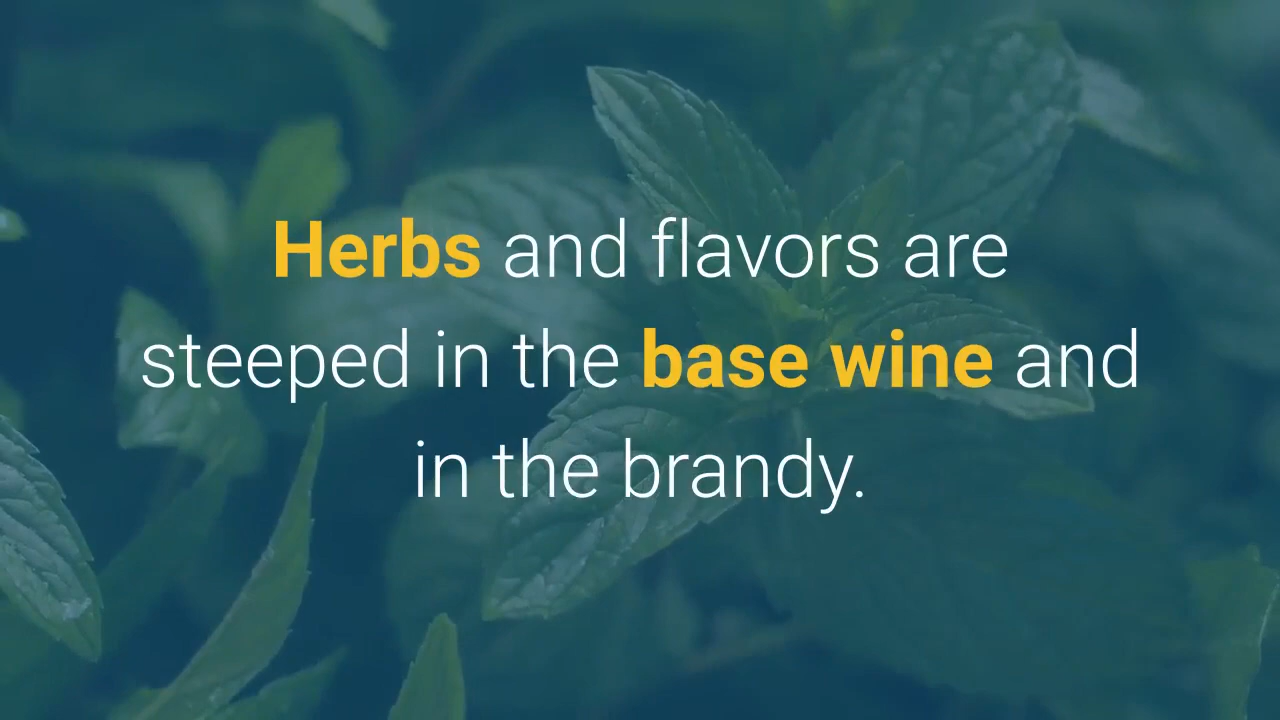 Herbs and flavors are
steeped in the base wine and
in the brandy.